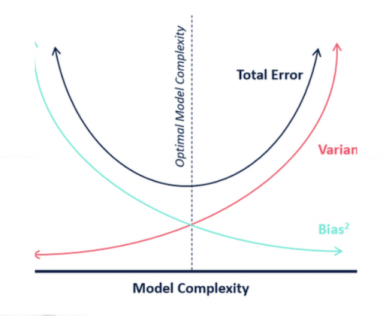 Optimal Model Complexity
Total Error
Varian
Bias²
Model Complexity